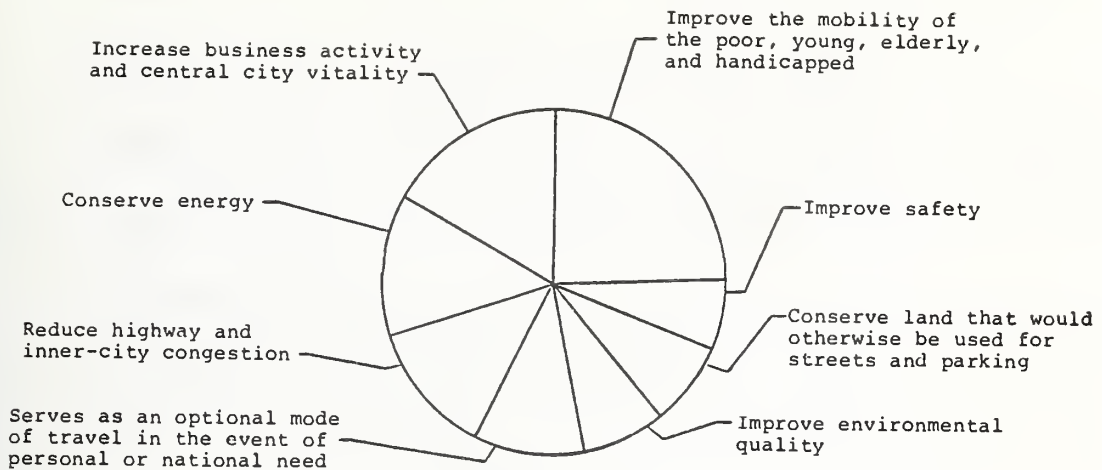 Improve the mobility of
the poor, young, elderly,
and handicapped
Increase business activity
and central city vitality
Conserve energy
Improve safety
Reduce highway and
inner-city congestion
Conserve land that would
otherwise be used for
streets and parking
Serves as an optional mode
of travel in the event of
personal or national need
Improve environmental
quality